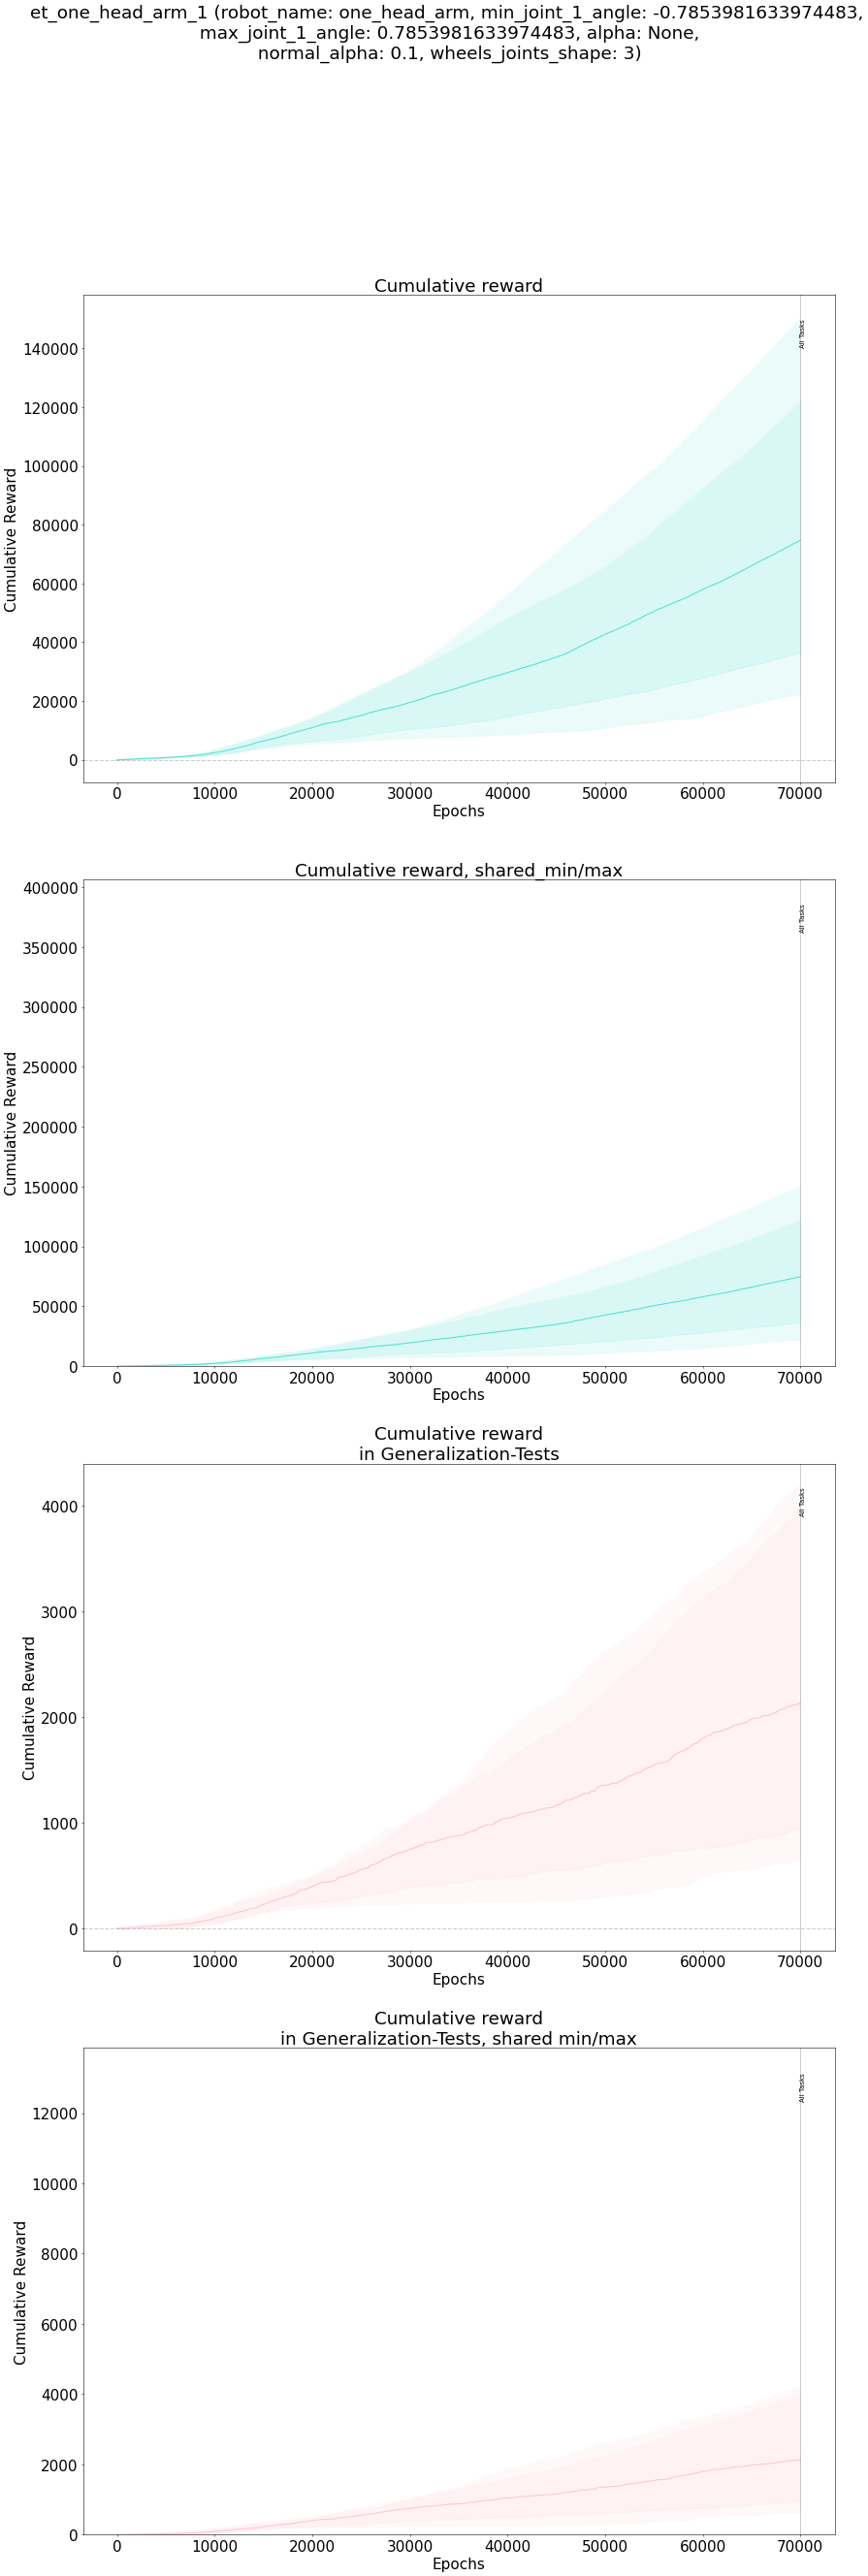 et_one_head_arm_1 (robot_name: one_head_arm, min_joint_1_angle: -0.7853981633974483,
max_joint_1_angle: 0.7853981633974483, alpha: None,
normal_alpha: 0.1, wheels_joints_shape: 3)
Cumulative reward
All Tasks
140000
120000
100000
80000
60000
40000
20000
0
Cumulative Reward
0 10000 20000 30000 40000 50000 60000 70000
Epochs
Cumulative reward, shared_min/max
All Tasks
400000
350000
300000
250000
200000
150000
100000
50000
0
Cumulative Reward
0 10000 20000 30000 40000 50000 60000 70000
Epochs
Cumulative reward
in Generalization-Tests
All Tasks
4000
3000
2000
1000
0
Cumulative Reward
0 10000 20000 30000 40000 50000 60000 70000
Epochs
Cumulative reward
in Generalization-Tests, shared min/max
All Tasks
12000
10000
8000
6000
4000
2000
0
Cumulative Reward
0 10000 20000 30000 40000 50000 60000 70000
Epochs